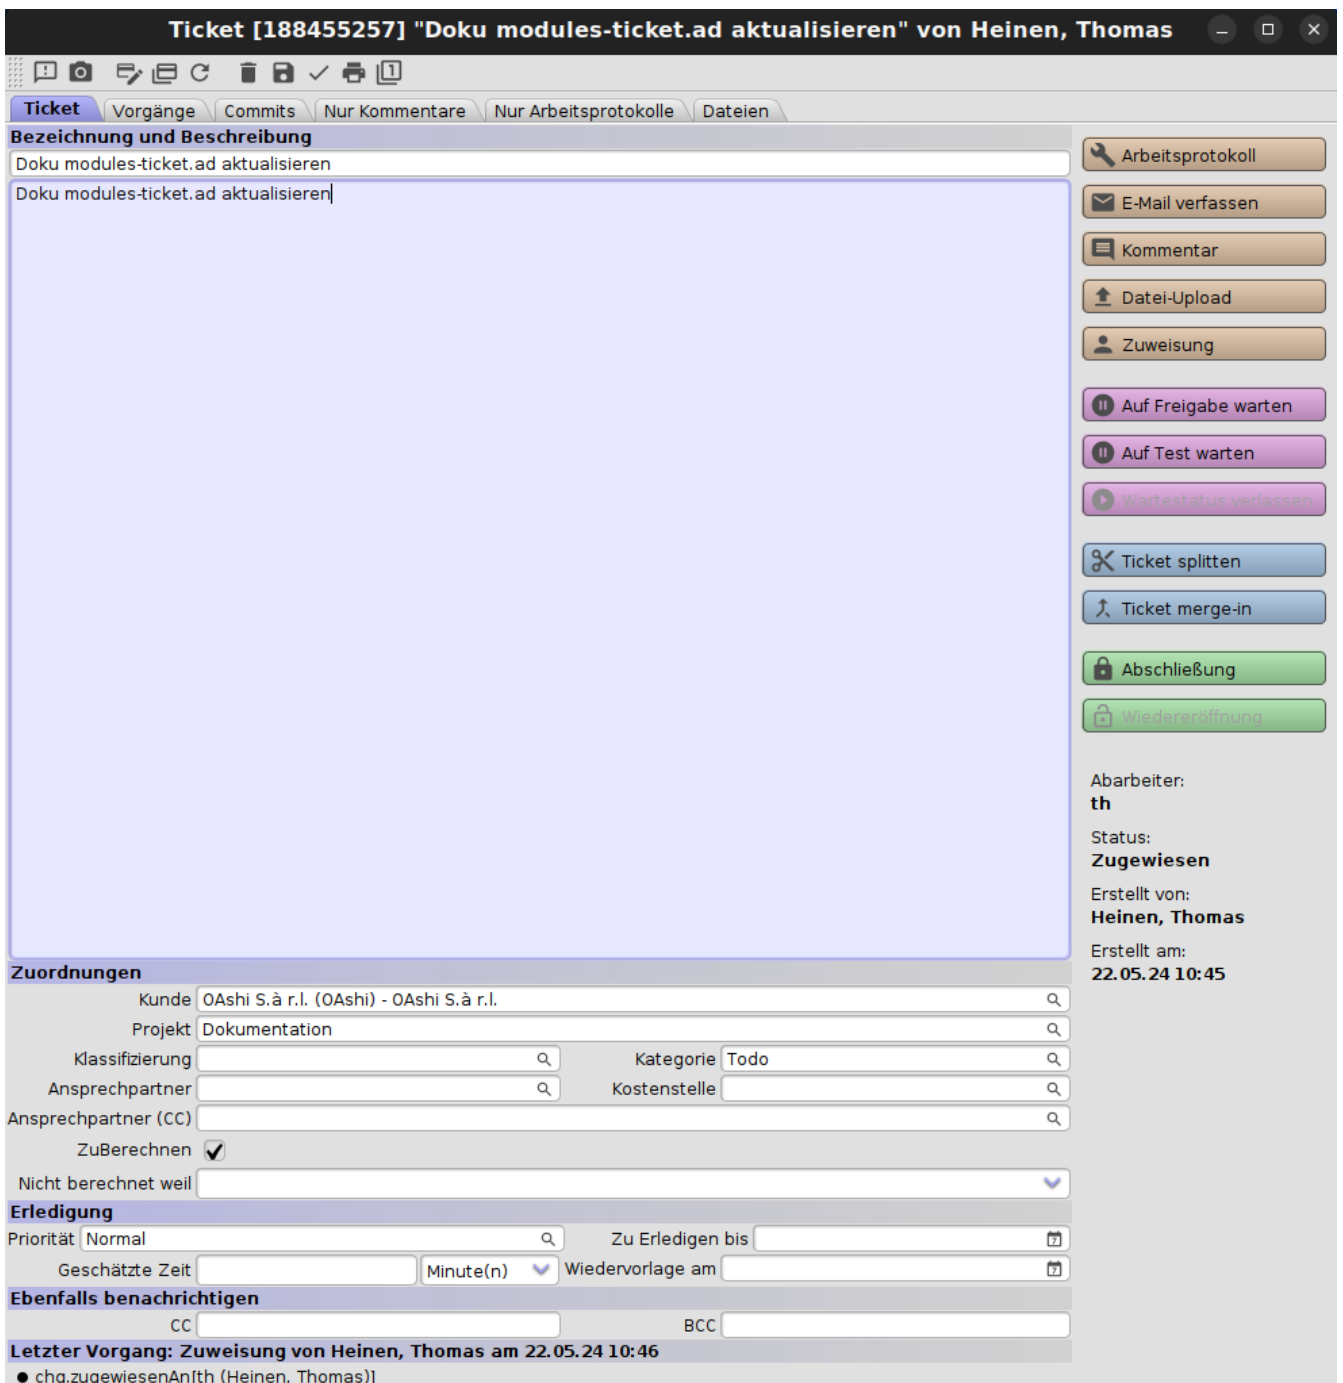 Ticket [188455257] "Doku modules-ticket.ad aktualisieren" von Heinen, Thomas
Ticket Vorgänge Commits Nur Kommentare Nur Arbeitsprotokolle Dateien
Bezeichnung und Beschreibung
Doku modules-ticket.ad aktualisieren
Doku modules-ticket.ad aktualisieren
Arbeitsprotokoll
E-Mail verfassen
Kommentar
Datei-Upload
Zuweisung
Auf Freigabe warten
Auf Test warten
Wartestatus verlassen
Ticket splitten
Ticket merge-in
Abschließung
Wiedereröffnung
Abarbeiter:
th
Status:
Zugewiesen
Erstellt von:
Heinen, Thomas
Erstellt am:
22.05.24 10:45
Zuordnungen
Kunde OAshi S.à r.l. (OAshi) - OAshi S.à r.l.
Projekt Dokumentation
Klassifizierung Kategorie Todo
Ansprechpartner Kostenstelle
Ansprechpartner (CC)
ZuBerechnen
Nicht berechnet weil
Erledigung
Priorität Normal Zu Erledigen bis
Geschätzte Zeit Minute(n) Wiedervorlage am
Ebenfalls benachrichtigen
CC BCC
Letzter Vorgang: Zuweisung von Heinen, Thomas am 22.05.24 10:46
● chg.zugewiesenAn[th (Heinen, Thomas)]